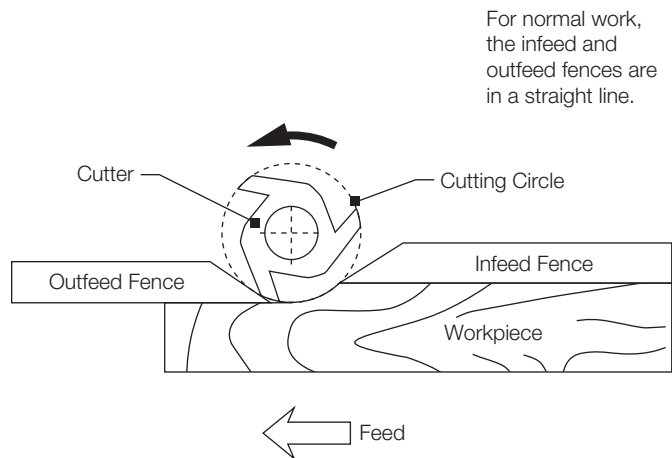 For normal work,
the infeed and
outfeed fences are
in a straight line.
Cutter
Cutting Circle
Outfeed Fence
Infeed Fence
Workpiece
Feed